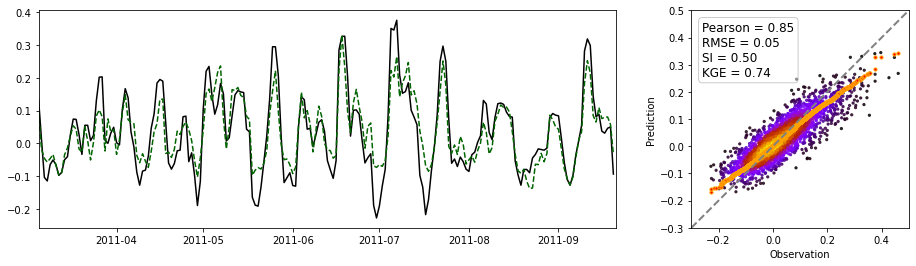 0.4
0.3
0.2
0.1
0.0
−0.1
−0.2
2011-04 2011-05 2011-06 2011-07 2011-08 2011-09
Pearson = 0.85
RMSE = 0.05
SI = 0.50
KGE = 0.74
0.5
0.4
0.3
0.2
0.1
0.0
−0.1
−0.2
−0.3
Prediction
−0.2 0.0 0.2 0.4
Observation